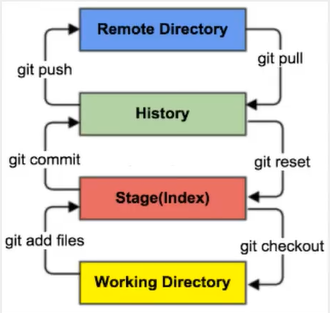 Remote Directory
git push
git pull
History
git commit
git reset
Stage(Index)
git add files
git checkout
Working Directory